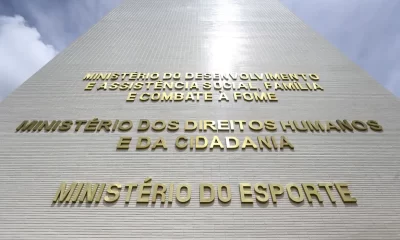 MINISTÉRIO DO DESENVOLVIMENTO
E ASSISTÊNCIA SOCIAL, FAMÍLIA
E COMBATE À FOME
MINISTÉRIO DOS DIREITOS HUMANOS
E DA CIDADANIA
MINISTÉRIO DO ESPORTE